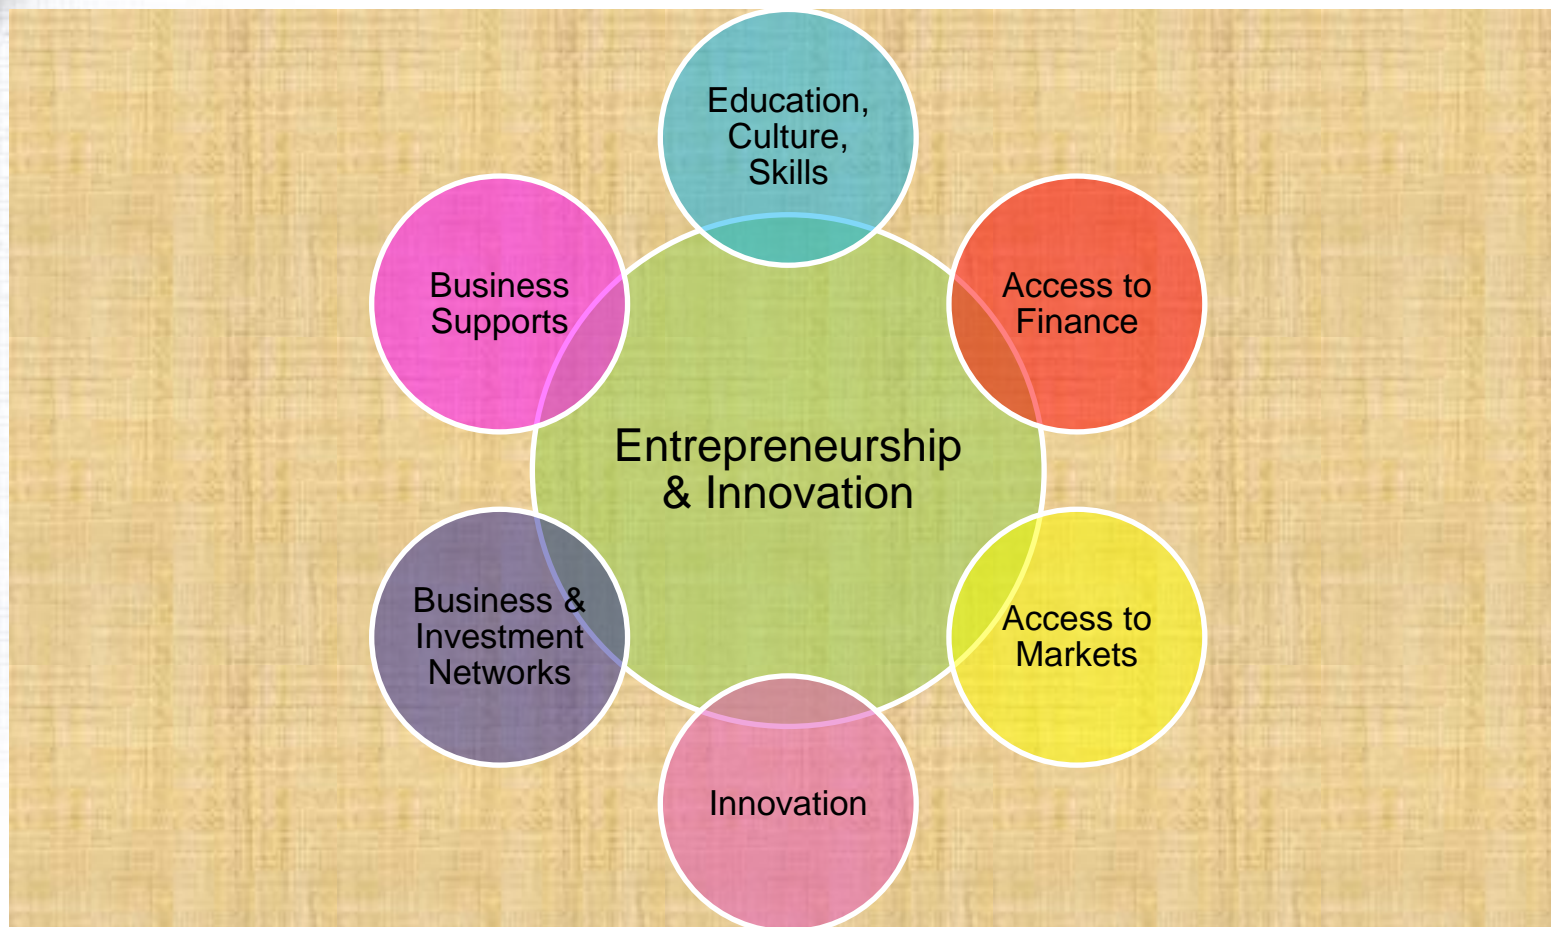 Education,
Culture,
Skills
Business
Supports
Access to
Finance
Entrepreneurship
& Innovation
Business &
Investment
Networks
Access to
Markets
Innovation